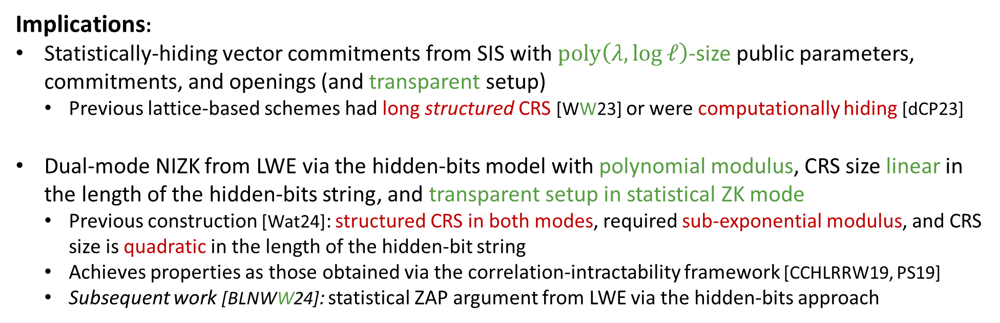 Implications:
• Statistically-hiding vector commitments from SIS with poly(λ, log ℓ)-size public parameters,
commitments, and openings (and transparent setup)
• Previous lattice-based schemes had long structured CRS [WW23] or were computationally hiding [dCP23]
• Dual-mode NIZK from LWE via the hidden-bits model with polynomial modulus, CRS size linear in
the length of the hidden-bits string, and transparent setup in statistical ZK mode
• Previous construction [Wat24]: structured CRS in both modes, required sub-exponential modulus, and CRS
size is quadratic in the length of the hidden-bit string
• Achieves properties as those obtained via the correlation-intractability framework [CCHLRRW19, PS19]
• Subsequent work [BLNWW24]: statistical ZAP argument from LWE via the hidden-bits approach